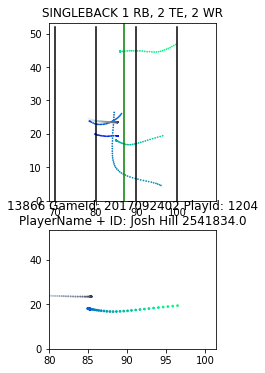 SINGLEBACK 1 RB, 2 TE, 2 WR
50
40
30
20
10
0
70 80 90 100
13866 GameId: 2017092402 PlayId: 1204
PlayerName + ID: Josh Hill 2541834.0
40
20
0
80 85 90 95 100